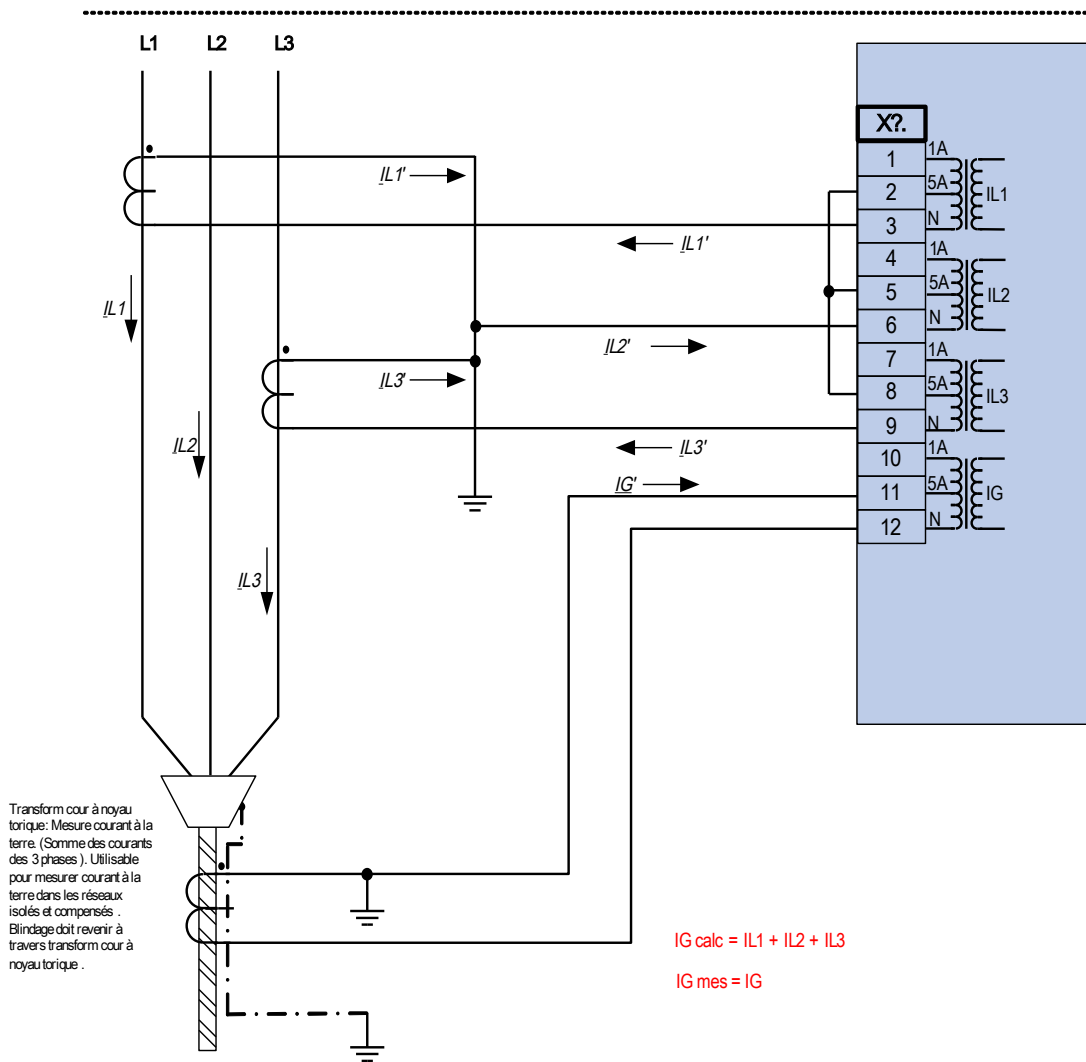 L1 L2 L3
X?.
1 1A
2 5A IL1
3 N
4 1A
5 5A IL2
6 N
7 1A
8 5A IL3
9 N
10 1A
11 5A IG
12 N
IL1'
IL1'
IL1
IL2'
IL3'
IL2
IL3'
IG'
IL3
Transform cour à noyau
torique: Mesure courant à la
terre. (Somme des courants
des 3 phases ). Utilisable
pour mesurer courant à la
terre dans les réseaux
isolés et compensés .
Blindage doit revenir à
travers transform cour à
noyau torique .
IG calc = IL1 + IL2 + IL3
IG mes = IG